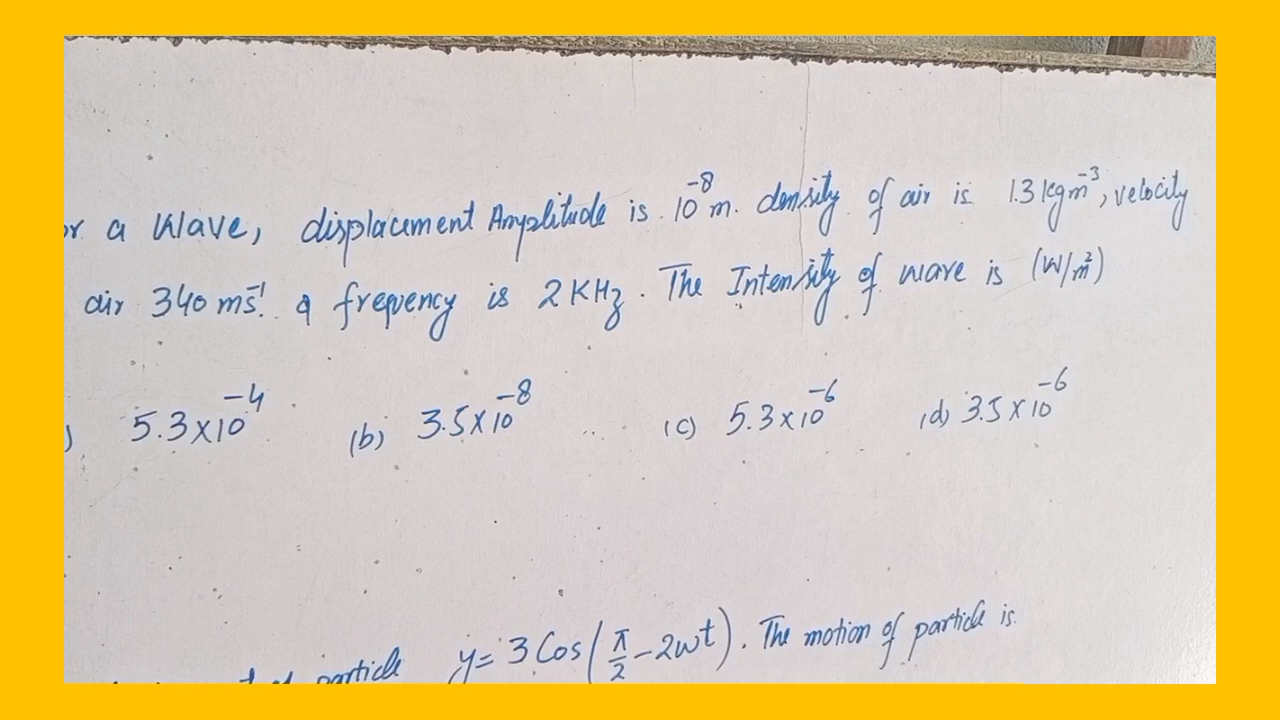 or a Wave, displacement Amplitude is 10⁻⁸ m. density of air is 1.3 kgm⁻³, velocity
air 340 ms⁻¹. & frequency is 2 KHz. The Intensity of wave is (W/m²)
) 5.3×10⁻⁴ (b) 3.5×10⁻⁸ (c) 5.3×10⁻⁶ (d) 3.5×10⁻⁶
particle y= 3 Cos(π/2 – 2ωt). The motion of particle is.